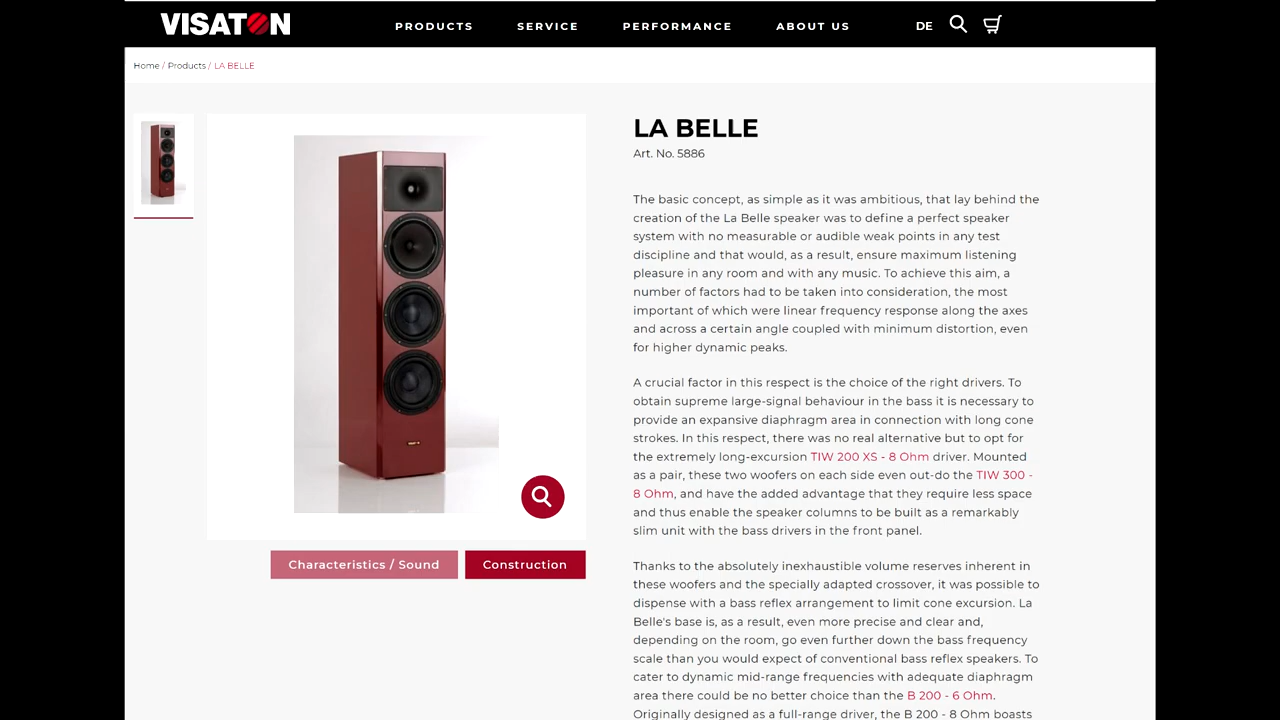 VISATON
PRODUCTS
SERVICE
PERFORMANCE
ABOUT US
DE
Home / Products / LA BELLE
LA BELLE
Art. No. 5886
The basic concept, as simple as it was ambitious, that lay behind the
creation of the La Belle speaker was to define a perfect speaker
system with no measurable or audible weak points in any test
discipline and that would, as a result, ensure maximum listening
pleasure in any room and with any music. To achieve this aim, a
number of factors had to be taken into consideration, the most
important of which were linear frequency response along the axes
and across a certain angle coupled with minimum distortion, even
for higher dynamic peaks.
A crucial factor in this respect is the choice of the right drivers. To
obtain supreme large-signal behaviour in the bass it is necessary to
provide an expansive diaphragm area in connection with long cone
strokes. In this respect, there was no real alternative but to opt for
the extremely long-excursion TIW 200 XS - 8 Ohm driver. Mounted
as a pair, these two woofers on each side even out-do the TIW 300 -
8 Ohm, and have the added advantage that they require less space
and thus enable the speaker columns to be built as a remarkably
slim unit with the bass drivers in the front panel.
Thanks to the absolutely inexhaustible volume reserves inherent in
these woofers and the specially adapted crossover, it was possible to
dispense with a bass reflex arrangement to limit cone excursion. La
Belle's base is, as a result, even more precise and clear and,
depending on the room, go even further down the bass frequency
scale than you would expect of conventional bass reflex speakers. To
cater to dynamic mid-range frequencies with adequate diaphragm
area there could be no better choice than the B 200 - 6 Ohm.
Originally designed as a full-range driver, the B 200 - 8 Ohm boasts
Characteristics / Sound
Construction